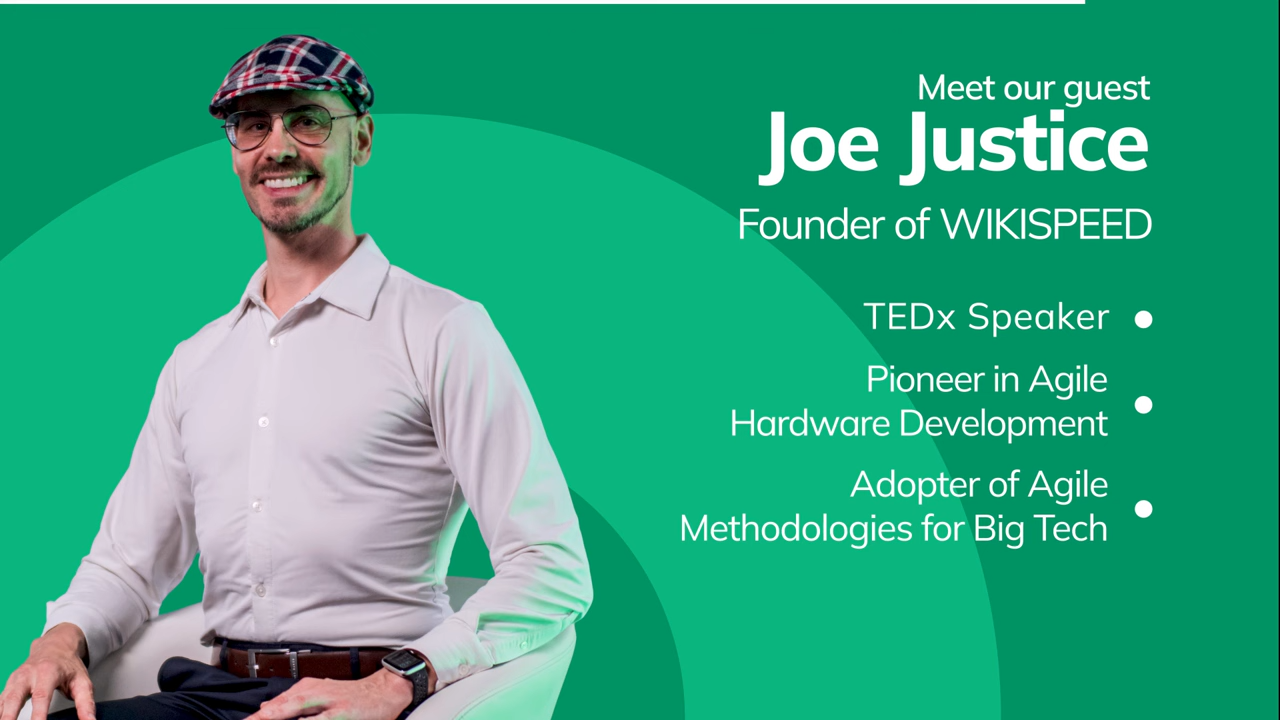 Meet our guest
Joe Justice
Founder of WIKISPEED
TEDx Speaker
Pioneer in Agile
Hardware Development
Adopter of Agile
Methodologies for Big Tech